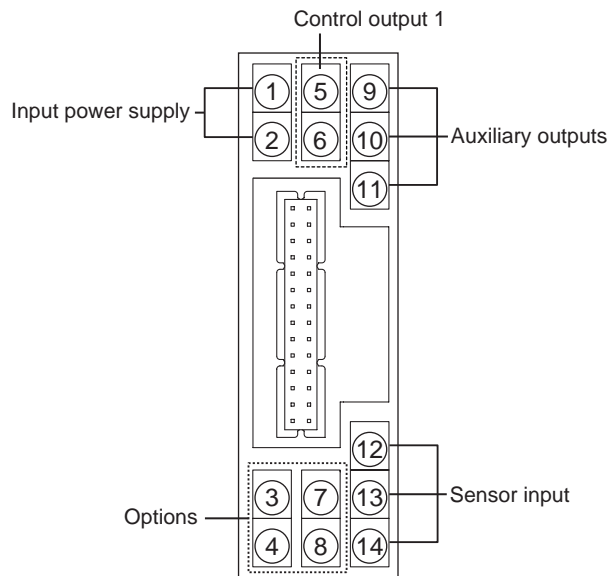 Control output 1
1
5
9
Input power supply
2
6
10
Auxiliary outputs
11
12
3
7
13
Sensor input
Options
4
8
14